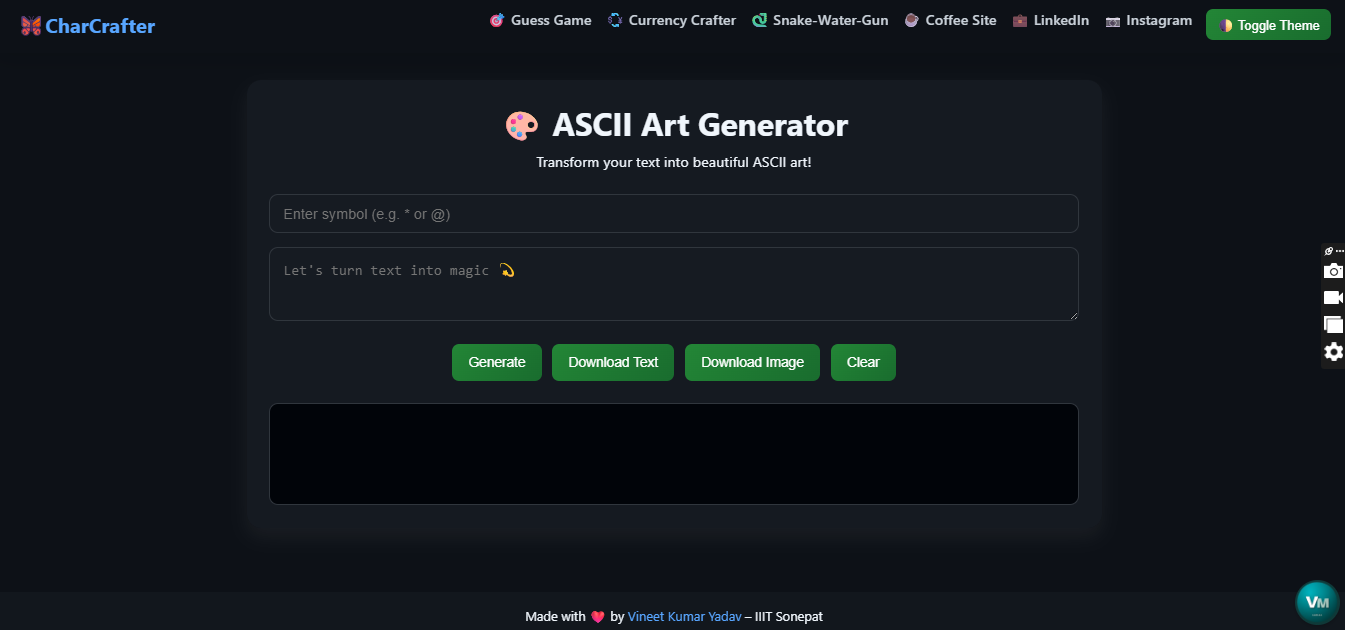 CharCrafter
🎯 Guess Game 💱 Currency Crafter 🐍 Snake-Water-Gun ☕ Coffee Site 💼 LinkedIn 📷 Instagram 🌗 Toggle Theme
🎨 ASCII Art Generator
Transform your text into beautiful ASCII art!
Enter symbol (e.g. * or @)
Let's turn text into magic 💫
Generate Download Text Download Image Clear
Made with ❤️ by Vineet Kumar Yadav – IIIT Sonepat
VM